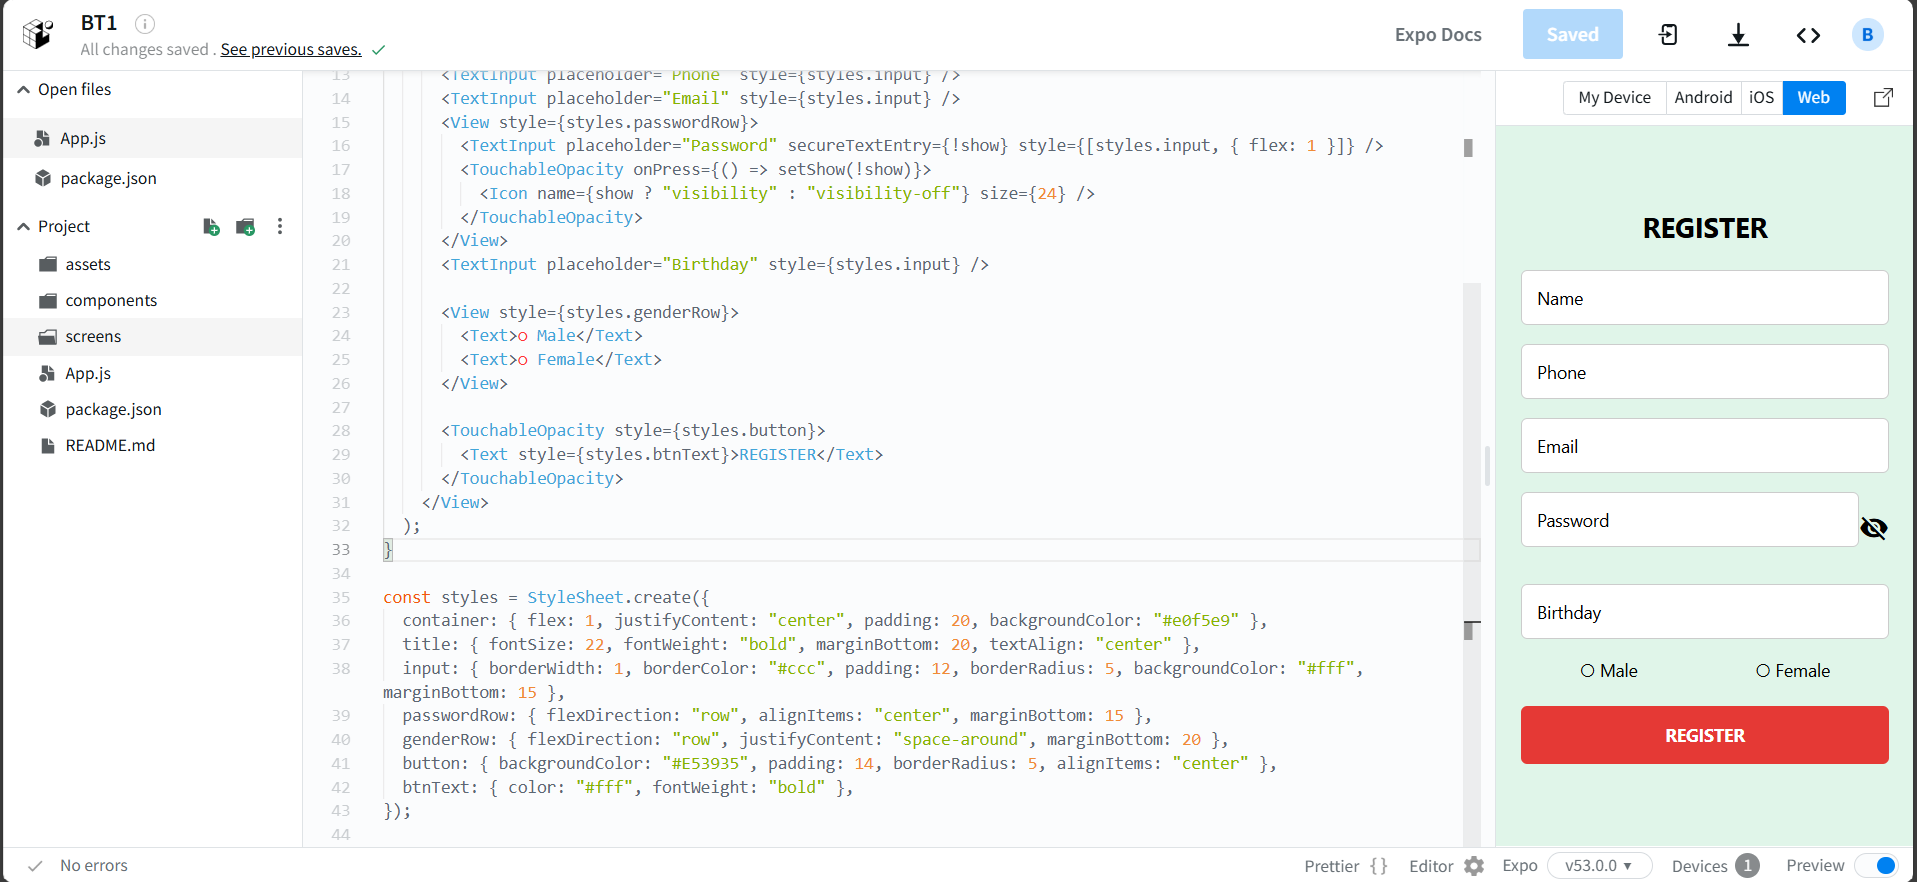 BT1
All changes saved . See previous saves.
Expo Docs
Saved
B
Open files
App.js
package.json
Project
assets
components
screens
App.js
package.json
README.md
13 <TextInput placeholder="Phone" style={styles.input} />
14 <TextInput placeholder="Email" style={styles.input} />
15 <View style={styles.passwordRow}>
16 <TextInput placeholder="Password" secureTextEntry={!show} style={[styles.input, { flex: 1 }]} />
17 <TouchableOpacity onPress={() => setShow(!show)}>
18 <Icon name={show ? "visibility" : "visibility-off"} size={24} />
19 </TouchableOpacity>
20 </View>
21 <TextInput placeholder="Birthday" style={styles.input} />
22
23 <View style={styles.genderRow}>
24 <Text>○ Male</Text>
25 <Text>○ Female</Text>
26 </View>
27
28 <TouchableOpacity style={styles.button}>
29 <Text style={styles.btnText}>REGISTER</Text>
30 </TouchableOpacity>
31 </View>
32 );
33 }
34
35 const styles = StyleSheet.create({
36 container: { flex: 1, justifyContent: "center", padding: 20, backgroundColor: "#e0f5e9" },
37 title: { fontSize: 22, fontWeight: "bold", marginBottom: 20, textAlign: "center" },
38 input: { borderWidth: 1, borderColor: "#ccc", padding: 12, borderRadius: 5, backgroundColor: "#fff",
marginBottom: 15 },
39 passwordRow: { flexDirection: "row", alignItems: "center", marginBottom: 15 },
40 genderRow: { flexDirection: "row", justifyContent: "space-around", marginBottom: 20 },
41 button: { backgroundColor: "#E53935", padding: 14, borderRadius: 5, alignItems: "center" },
42 btnText: { color: "#fff", fontWeight: "bold" },
43 });
44
My Device Android iOS Web
REGISTER
Name
Phone
Email
Password
Birthday
○ Male ○ Female
REGISTER
No errors
Prettier {} Editor Expo v53.0.0 Devices 1 Preview